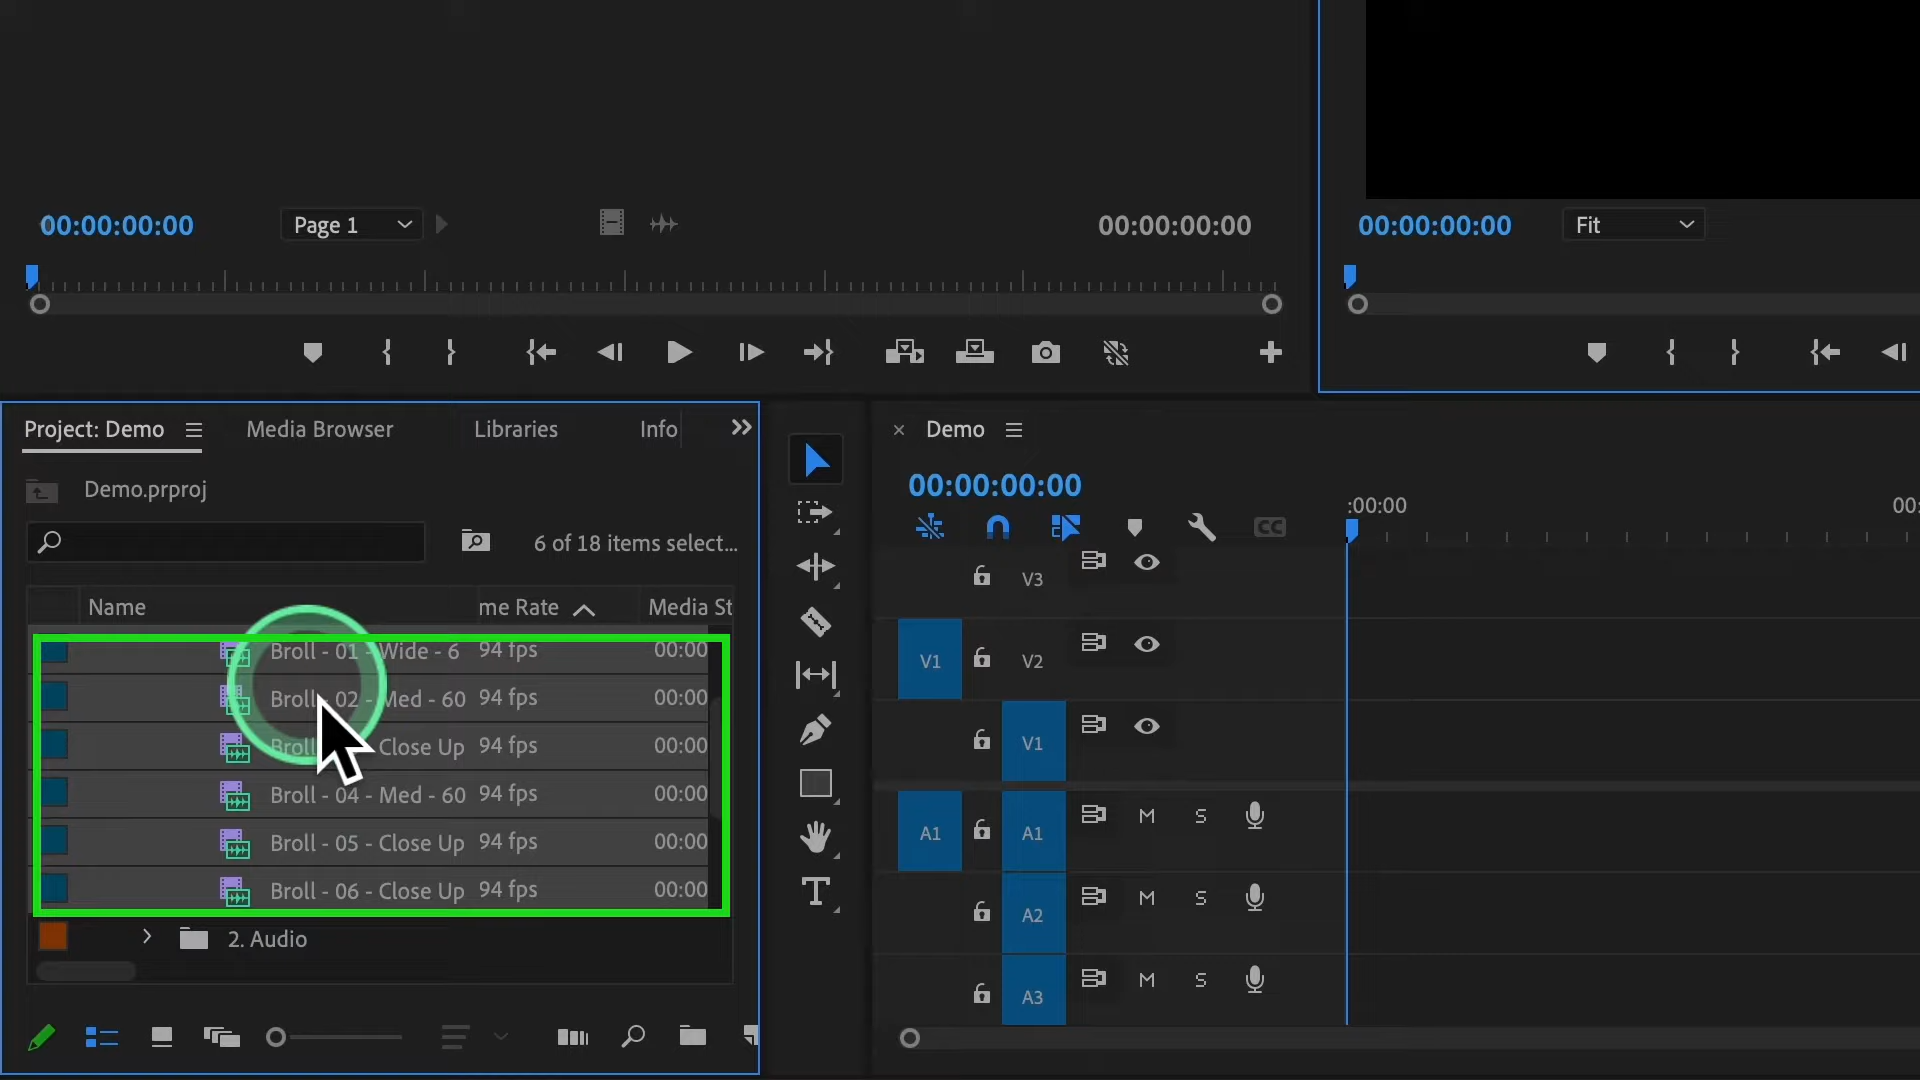 00:00:00:00
Page 1
00:00:00:00
00:00:00:00
Fit
Project: Demo
Media Browser
Libraries
Info
Demo.prproj
6 of 18 items select...
Name
me Rate
Media St
Broll - 01 - Wide - 6 94 fps 00:00
Broll - 02 - Med - 60 94 fps 00:00
Broll Close Up 94 fps 00:00
Broll - 04 - Med - 60 94 fps 00:00
Broll - 05 - Close Up 94 fps 00:00
Broll - 06 - Close Up 94 fps 00:00
2. Audio
Demo
00:00:00:00
:00:00
00:
CC
V3
V1 V2
V1
A1 A1 M S
A2 M S
A3 M S